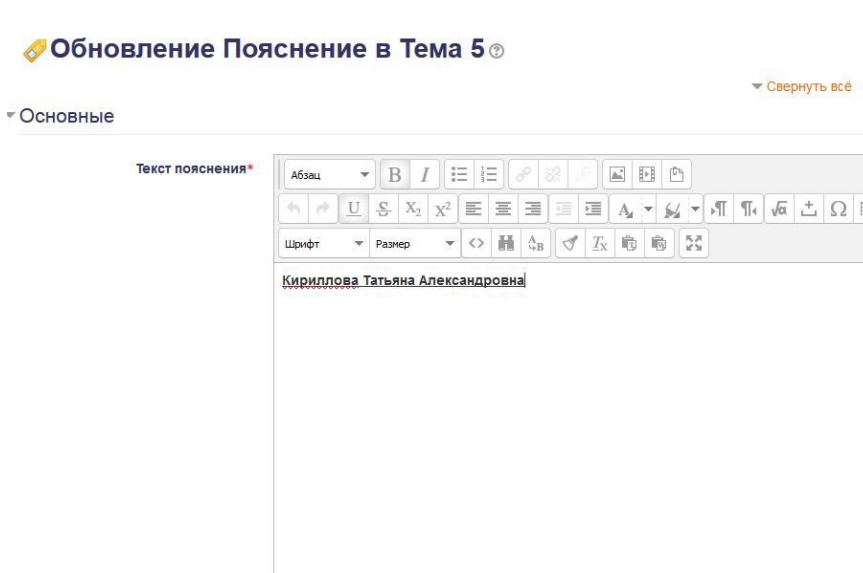 Обновление Пояснение в Тема 5
Свернуть всё
Основные
Текст пояснения*
Абзац
Шрифт Размер
Кириллова Татьяна Александровна